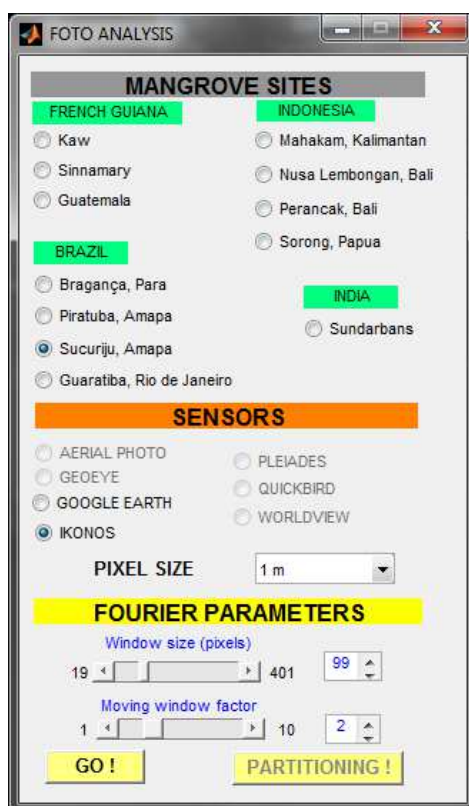 FOTO ANALYSIS
MANGROVE SITES
FRENCH GUIANA
Kaw
Sinnamary
Guatemala
INDONESIA
Mahakam, Kalimantan
Nusa Lembongan, Bali
Perancak, Bali
Sorong, Papua
BRAZIL
Bragança, Para
Piratuba, Amapa
Sucuriju, Amapa
Guaratiba, Rio de Janeiro
INDIA
Sundarbans
SENSORS
AERIAL PHOTO
GEOEYE
GOOGLE EARTH
IKONOS
PLEIADES
QUICKBIRD
WORLDVIEW
PIXEL SIZE 1 m
FOURIER PARAMETERS
Window size (pixels)
19 401 99
Moving window factor
1 10 2
GO ! PARTITIONING !